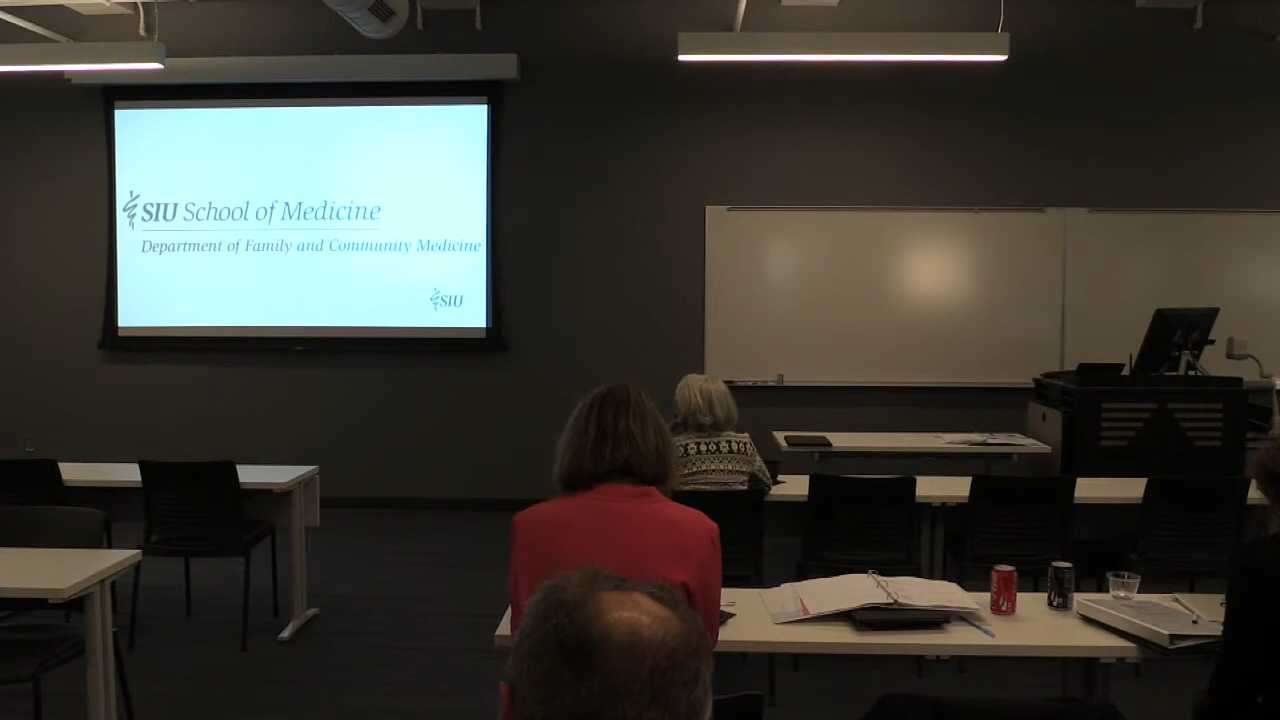 SIU School of Medicine
Department of Family and Community Medicine
SIU